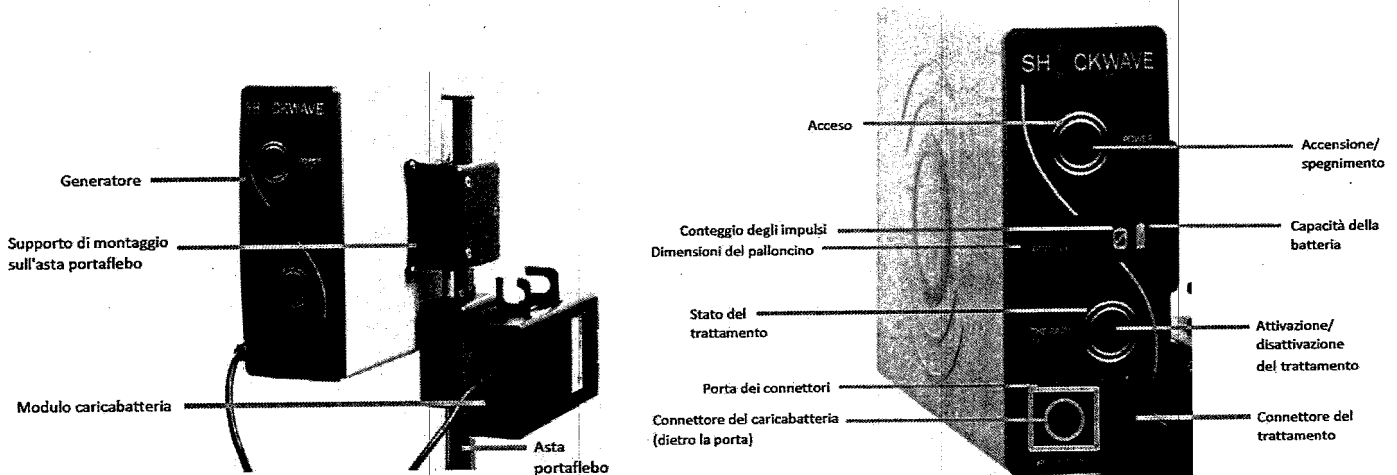 SH CKWAVE
Generatore
Supporto di montaggio
sull'asta portaflebo
Modulo caricabatteria
Asta
portaflebo
SH CKWAVE
POWER
Acceso
Accensione/
spegnimento
Conteggio degli impulsi
Dimensioni del palloncino
Capacità della
batteria
Stato del
trattamento
Attivazione/
disattivazione
del trattamento
Porta dei connettori
Connettore del caricabatteria
(dietro la porta)
Connettore del
trattamento